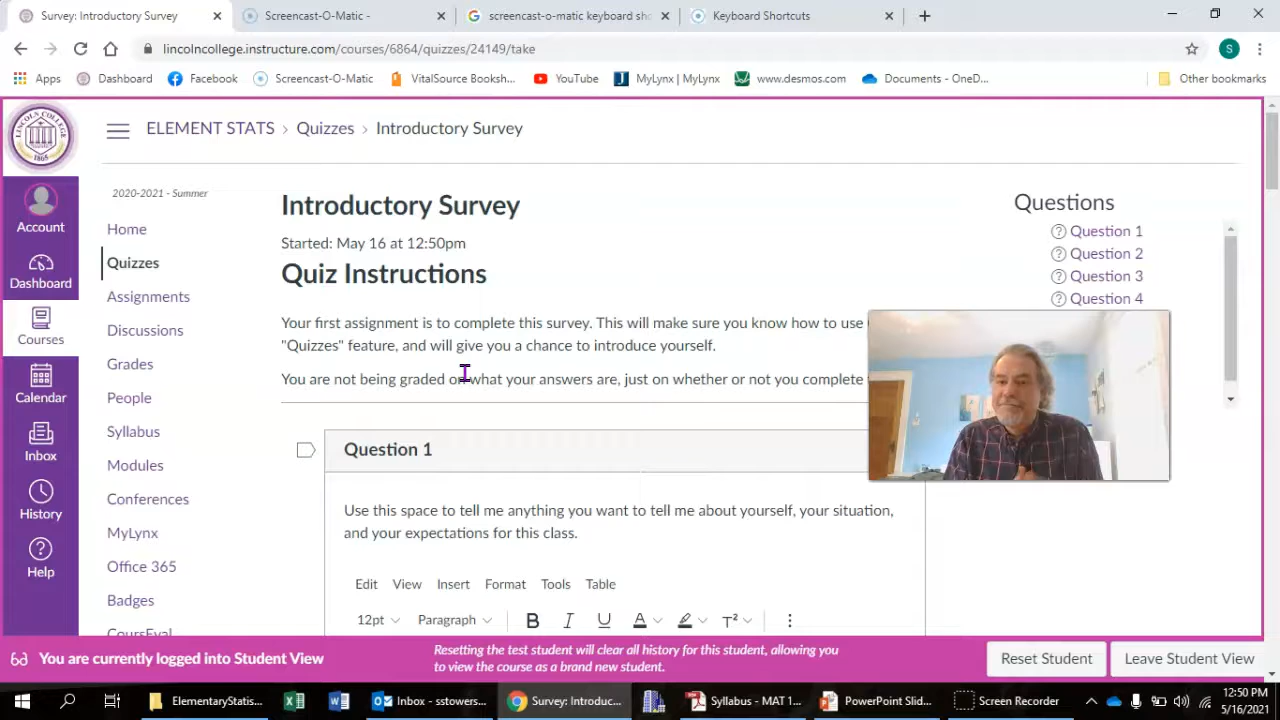 Survey: Introductory Survey
Screencast-O-Matic -
screencast-o-matic keyboard sho
Keyboard Shortcuts
lincolncollege.instructure.com/courses/6864/quizzes/24149/take
S
Apps
Dashboard
Facebook
Screencast-O-Matic
VitalSource Booksh...
YouTube
MyLynx | MyLynx
www.desmos.com
Documents - OneD...
Other bookmarks
LINCOLN COLLEGE
1865
ELEMENT STATS > Quizzes > Introductory Survey
Account
Dashboard
Courses
Calendar
Inbox
History
Help
2020-2021 - Summer
Home
Quizzes
Assignments
Discussions
Grades
People
Syllabus
Modules
Conferences
MyLynx
Office 365
Badges
CoursEval
Introductory Survey
Started: May 16 at 12:50pm
Quiz Instructions
Your first assignment is to complete this survey. This will make sure you know how to use
"Quizzes" feature, and will give you a chance to introduce yourself.
You are not being graded on what your answers are, just on whether or not you complete
Question 1
Use this space to tell me anything you want to tell me about yourself, your situation,
and your expectations for this class.
Edit View Insert Format Tools Table
12pt Paragraph B I U A T²
Questions
Question 1
Question 2
Question 3
Question 4
You are currently logged into Student View
Resetting the test student will clear all history for this student, allowing you
to view the course as a brand new student.
Reset Student
Leave Student View
ElementaryStatis...
Inbox - sstowers...
Survey: Introduc...
Syllabus - MAT 1...
PowerPoint Slid...
Screen Recorder
12:50 PM
5/16/2021